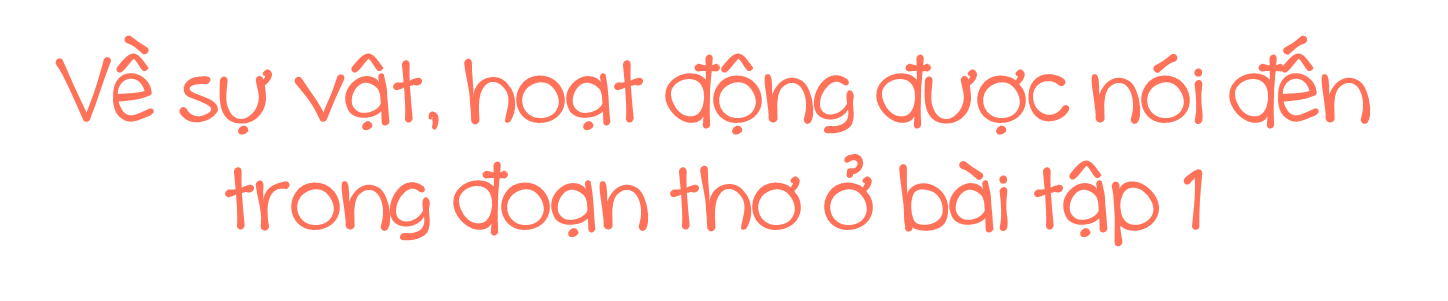 Về sự vật, hoạt động được nói đến
trong đoạn thơ ở bài tập 1